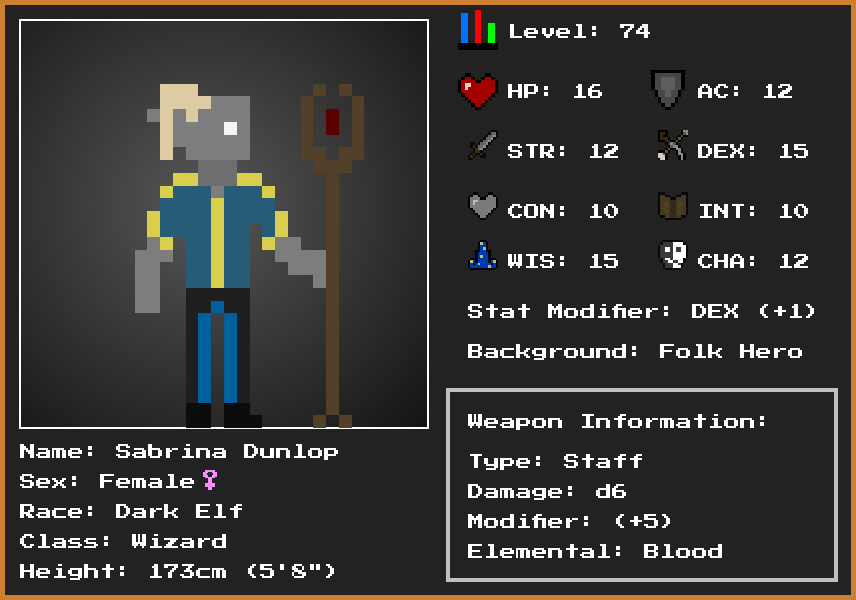 Level: 74
HP: 16 AC: 12
STR: 12 DEX: 15
CON: 10 INT: 10
WIS: 15 CHA: 12
Stat Modifier: DEX (+1)
Background: Folk Hero
Weapon Information:
Type: Staff
Damage: d6
Modifier: (+5)
Elemental: Blood
Name: Sabrina Dunlop
Sex: Female♀
Race: Dark Elf
Class: Wizard
Height: 173cm (5'8")